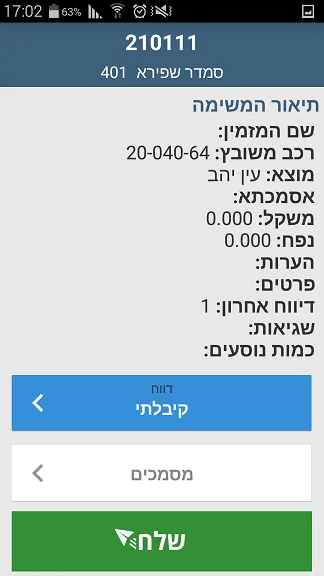 17:02 63%
210111
סמדר שפירא 401
תיאור המשימה
שם המזמין:
רכב משובץ: 20-040-64
מוצא: עין יהב
אסמכתא:
משקל: 0.000
נפח: 0.000
הערות:
פרטים:
דיווח אחרון: 1
שגיאות:
כמות נוסעים:
דווח
קיבלתי
מסמכים
שלח